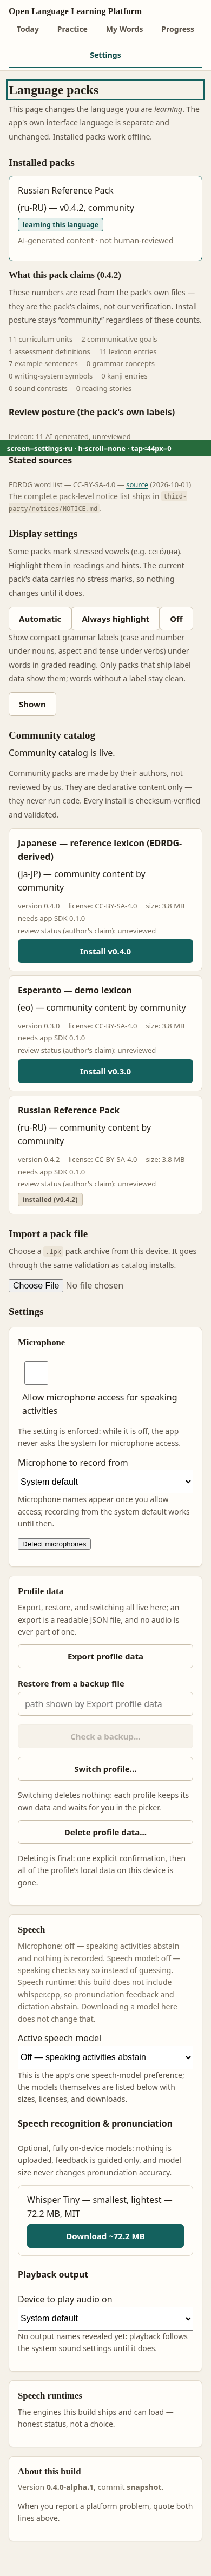 Open Language Learning Platform
Today Practice My Words Progress
Settings
Language packs
This page changes the language you are learning. The
app's own interface language is separate and
unchanged. Installed packs work offline.
Installed packs
Russian Reference Pack
(ru-RU) — v0.4.2, community
learning this language
AI-generated content · not human-reviewed
What this pack claims (0.4.2)
These numbers are read from the pack's own files —
they are the pack's claims, not our verification. Install
posture stays “community” regardless of these counts.
11 curriculum units 2 communicative goals
1 assessment definitions 11 lexicon entries
7 example sentences 0 grammar concepts
0 writing-system symbols 0 kanji entries
0 sound contrasts 0 reading stories
Review posture (the pack's own labels)
lexicon: 11 AI-generated, unreviewed
screen=settings-ru · h-scroll=none · tap<44px=0
Stated sources
EDRDG word list — CC-BY-SA-4.0 — source (2026-10-01)
The complete pack-level notice list ships in third-
party/notices/NOTICE.md.
Display settings
Some packs mark stressed vowels (e.g. сего́дня).
Highlight them in readings and hints. The current
pack's data carries no stress marks, so nothing
changes until it does.
Automatic Always highlight Off
Show compact grammar labels (case and number
under nouns, aspect and tense under verbs) under
words in graded reading. Only packs that ship label
data show them; words without a label stay clean.
Shown
Community catalog
Community catalog is live.
Community packs are made by their authors, not
reviewed by us. They are declarative content only —
they never run code. Every install is checksum-verified
and validated.
Japanese — reference lexicon (EDRDG-
derived)
(ja-JP) — community content by
community
version 0.4.0 license: CC-BY-SA-4.0 size: 3.8 MB
needs app SDK 0.1.0
review status (author's claim): unreviewed
Install v0.4.0
Esperanto — demo lexicon
(eo) — community content by community
version 0.3.0 license: CC-BY-SA-4.0 size: 3.8 MB
needs app SDK 0.1.0
review status (author's claim): unreviewed
Install v0.3.0
Russian Reference Pack
(ru-RU) — community content by
community
version 0.4.2 license: CC-BY-SA-4.0 size: 3.8 MB
needs app SDK 0.1.0
review status (author's claim): unreviewed
installed (v0.4.2)
Import a pack file
Choose a .lpk pack archive from this device. It goes
through the same validation as catalog installs.
Choose File No file chosen
Settings
Microphone
Allow microphone access for speaking
activities
The setting is enforced: while it is off, the app
never asks the system for microphone access.
Microphone to record from
System default
Microphone names appear once you allow
access; recording from the system default works
until then.
Detect microphones
Profile data
Export, restore, and switching all live here; an
export is a readable JSON file, and no audio is
ever part of one.
Export profile data
Restore from a backup file
path shown by Export profile data
Check a backup…
Switch profile…
Switching deletes nothing: each profile keeps its
own data and waits for you in the picker.
Delete profile data…
Deleting is final: one explicit confirmation, then
all of the profile's local data on this device is
gone.
Speech
Microphone: off — speaking activities abstain
and nothing is recorded. Speech model: off —
speaking checks say so instead of guessing.
Speech runtime: this build does not include
whisper.cpp, so pronunciation feedback and
dictation abstain. Downloading a model here
does not change that.
Active speech model
Off — speaking activities abstain
This is the app's one speech-model preference;
the models themselves are listed below with
sizes, licenses, and downloads.
Speech recognition & pronunciation
Optional, fully on-device models: nothing is
uploaded, feedback is guided only, and model
size never changes pronunciation accuracy.
Whisper Tiny — smallest, lightest —
72.2 MB, MIT
Download ~72.2 MB
Playback output
Device to play audio on
System default
No output names revealed yet: playback follows
the system sound settings until it does.
Speech runtimes
The engines this build ships and can load —
honest status, not a choice.
About this build
Version 0.4.0-alpha.1, commit snapshot.
When you report a platform problem, quote both
lines above.